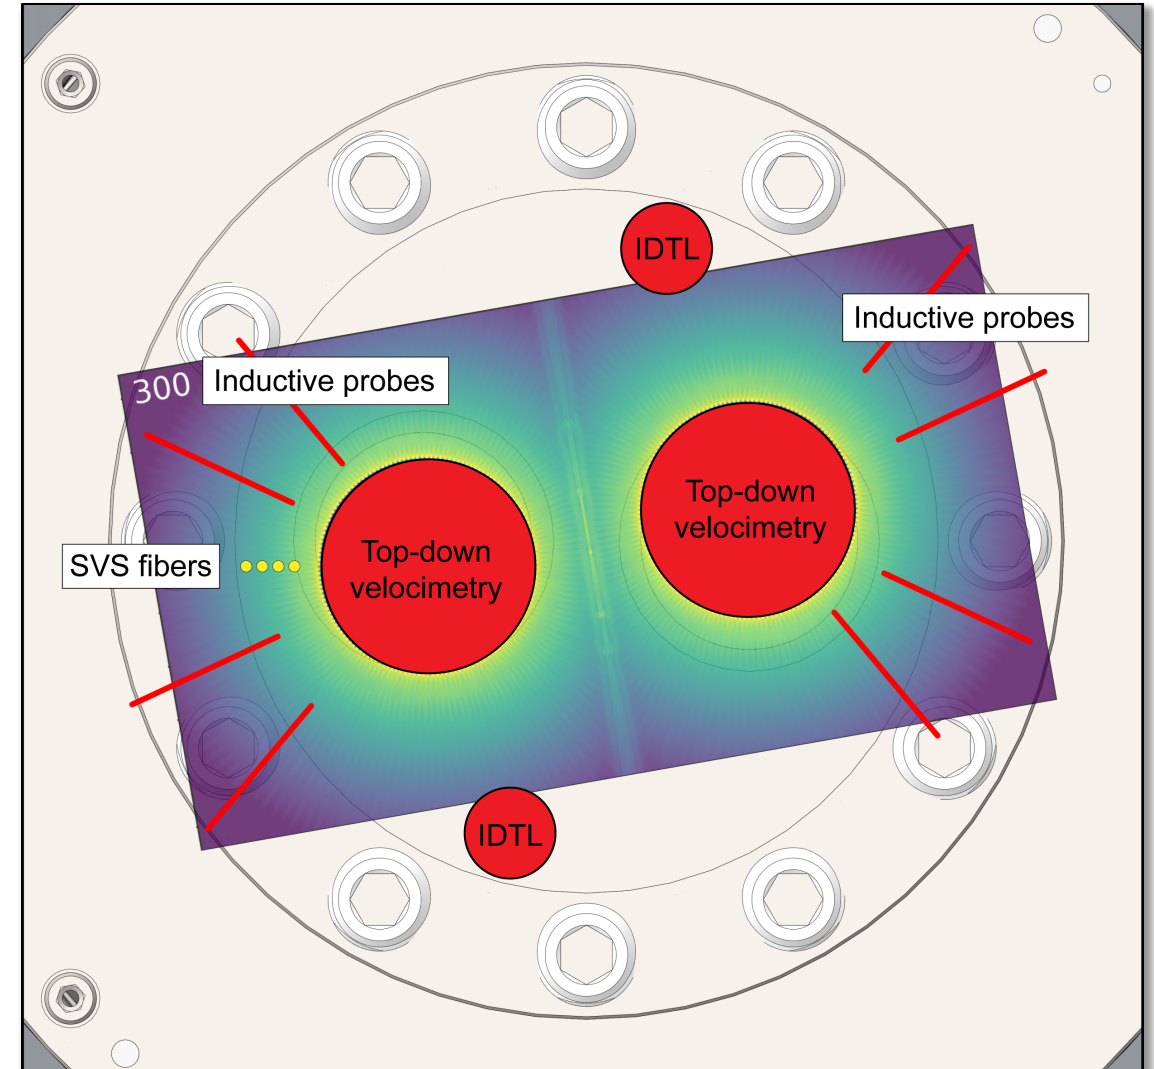 IDTL
Inductive probes
300
Inductive probes
Top-down
velocimetry
Top-down
velocimetry
SVS fibers
IDTL